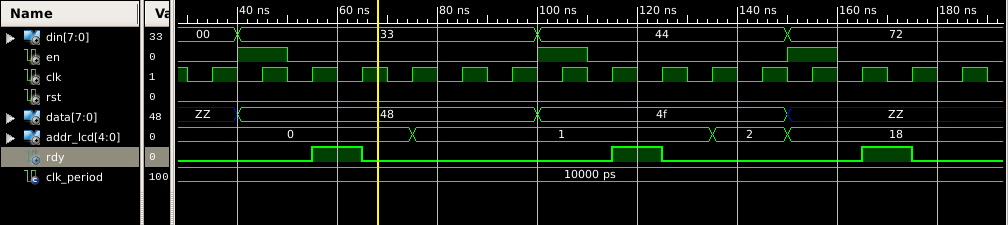 Name Va 40 ns 60 ns 80 ns 100 ns 120 ns 140 ns 160 ns 180 ns
din[7:0] 33 00 33 44 72
en 0
clk 1
rst 0
data[7:0] 48 ZZ 48 4f ZZ
addr_lcd[4:0] 0 0 1 2 18
rdy 0
clk_period 100 10000 ps